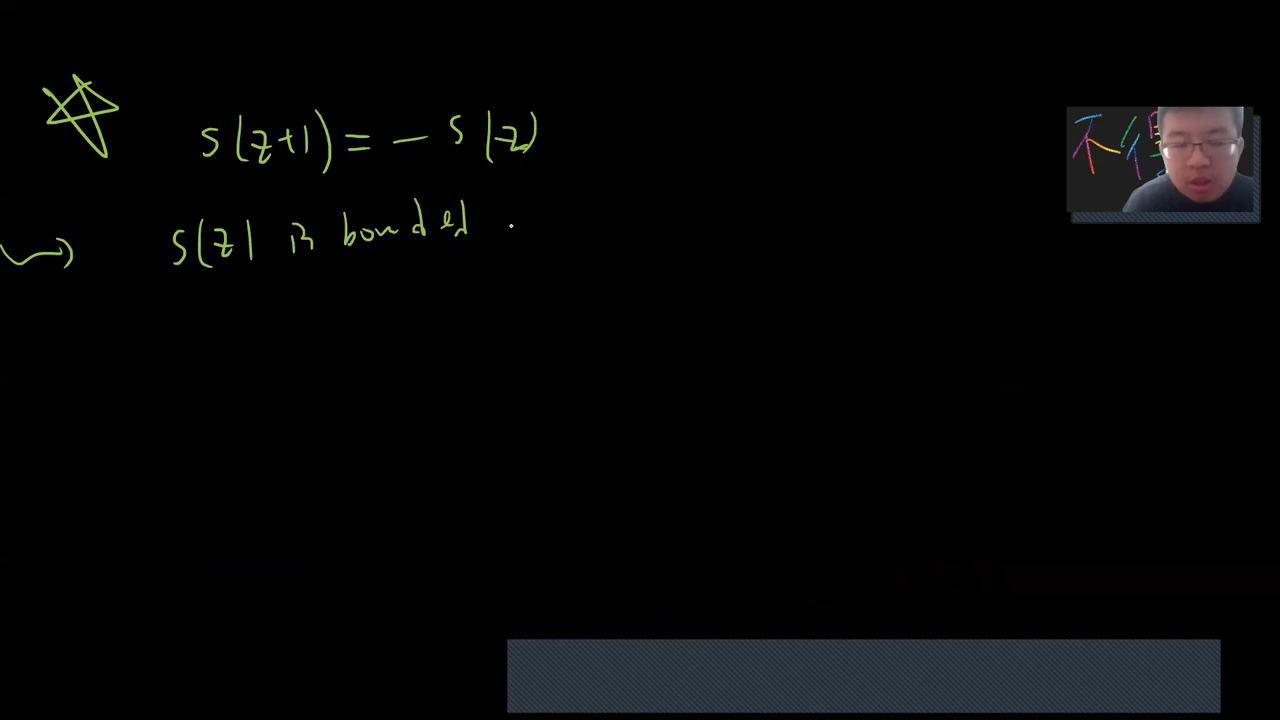 S(z+1) = - S(z)
S(z) is bounded.
不